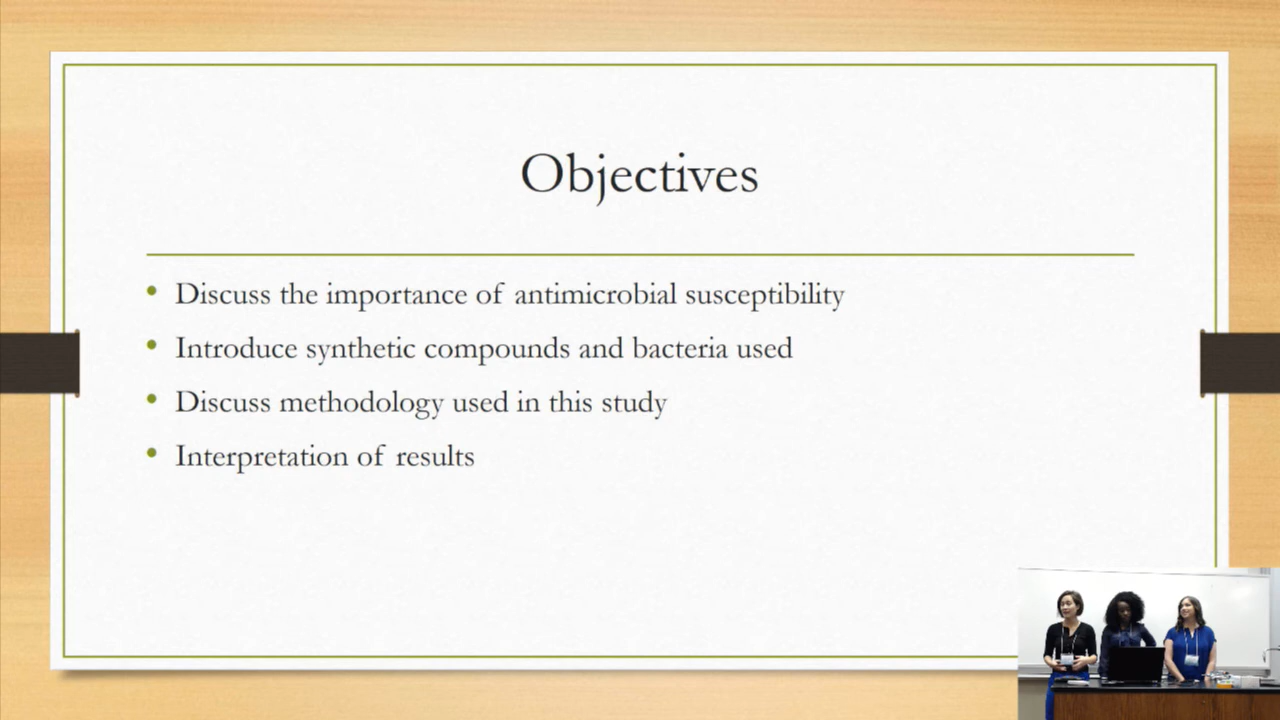 Objectives
• Discuss the importance of antimicrobial susceptibility
• Introduce synthetic compounds and bacteria used
• Discuss methodology used in this study
• Interpretation of results